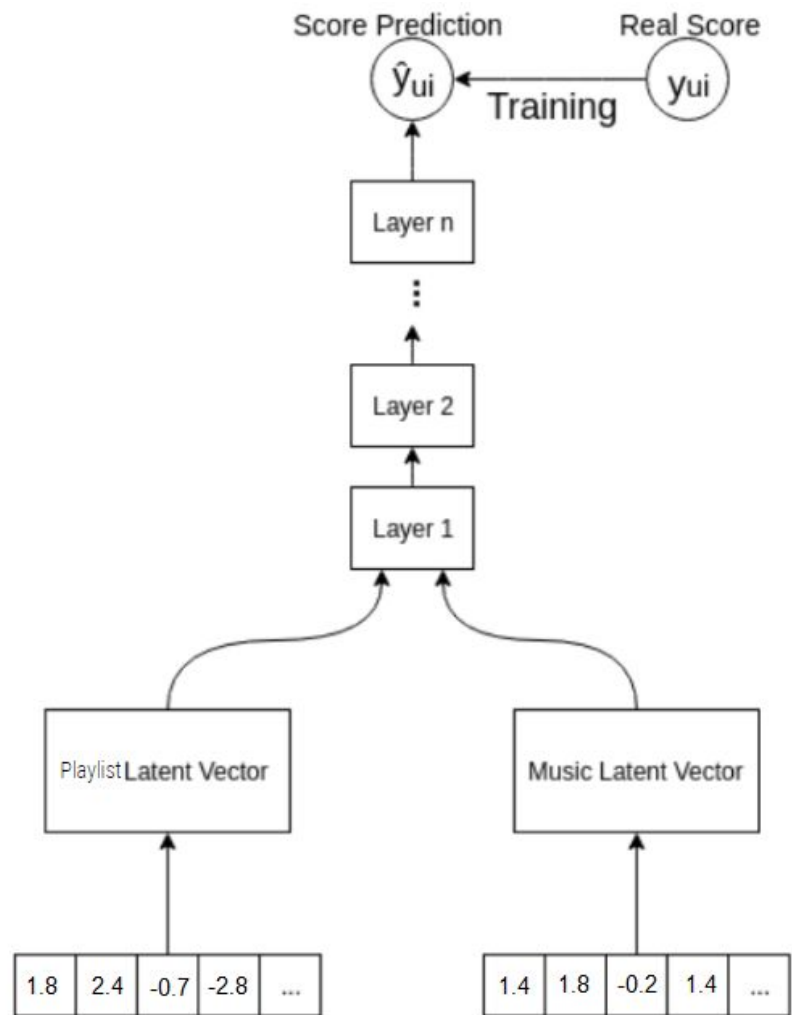 Score Prediction Real Score
ŷui yui
Training
Layer n
⋮
Layer 2
Layer 1
Playlist Latent Vector Music Latent Vector
1.8 2.4 -0.7 -2.8 ... 1.4 1.8 -0.2 1.4 ...